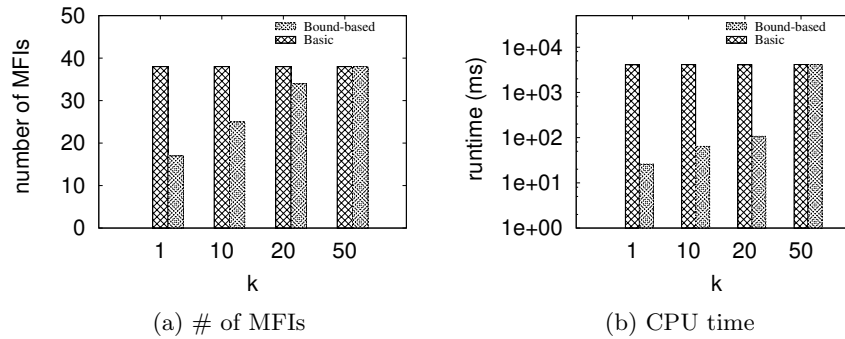 number of MFIs
50
40
30
20
10
0
Bound-based
Basic
1 10 20 50
k
(a) # of MFIs
runtime (ms)
1e+04
1e+03
1e+02
1e+01
1e+00
Bound-based
Basic
1 10 20 50
k
(b) CPU time